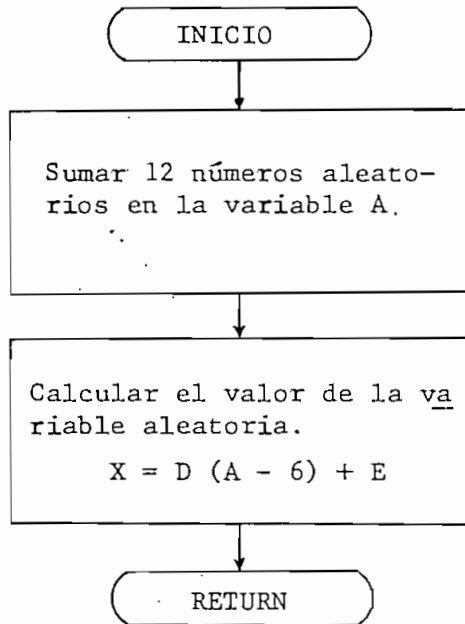 INICIO
Sumar 12 números aleato-
rios en la variable A.
Calcular el valor de la va
riable aleatoria.
X = D (A - 6) + E
RETURN